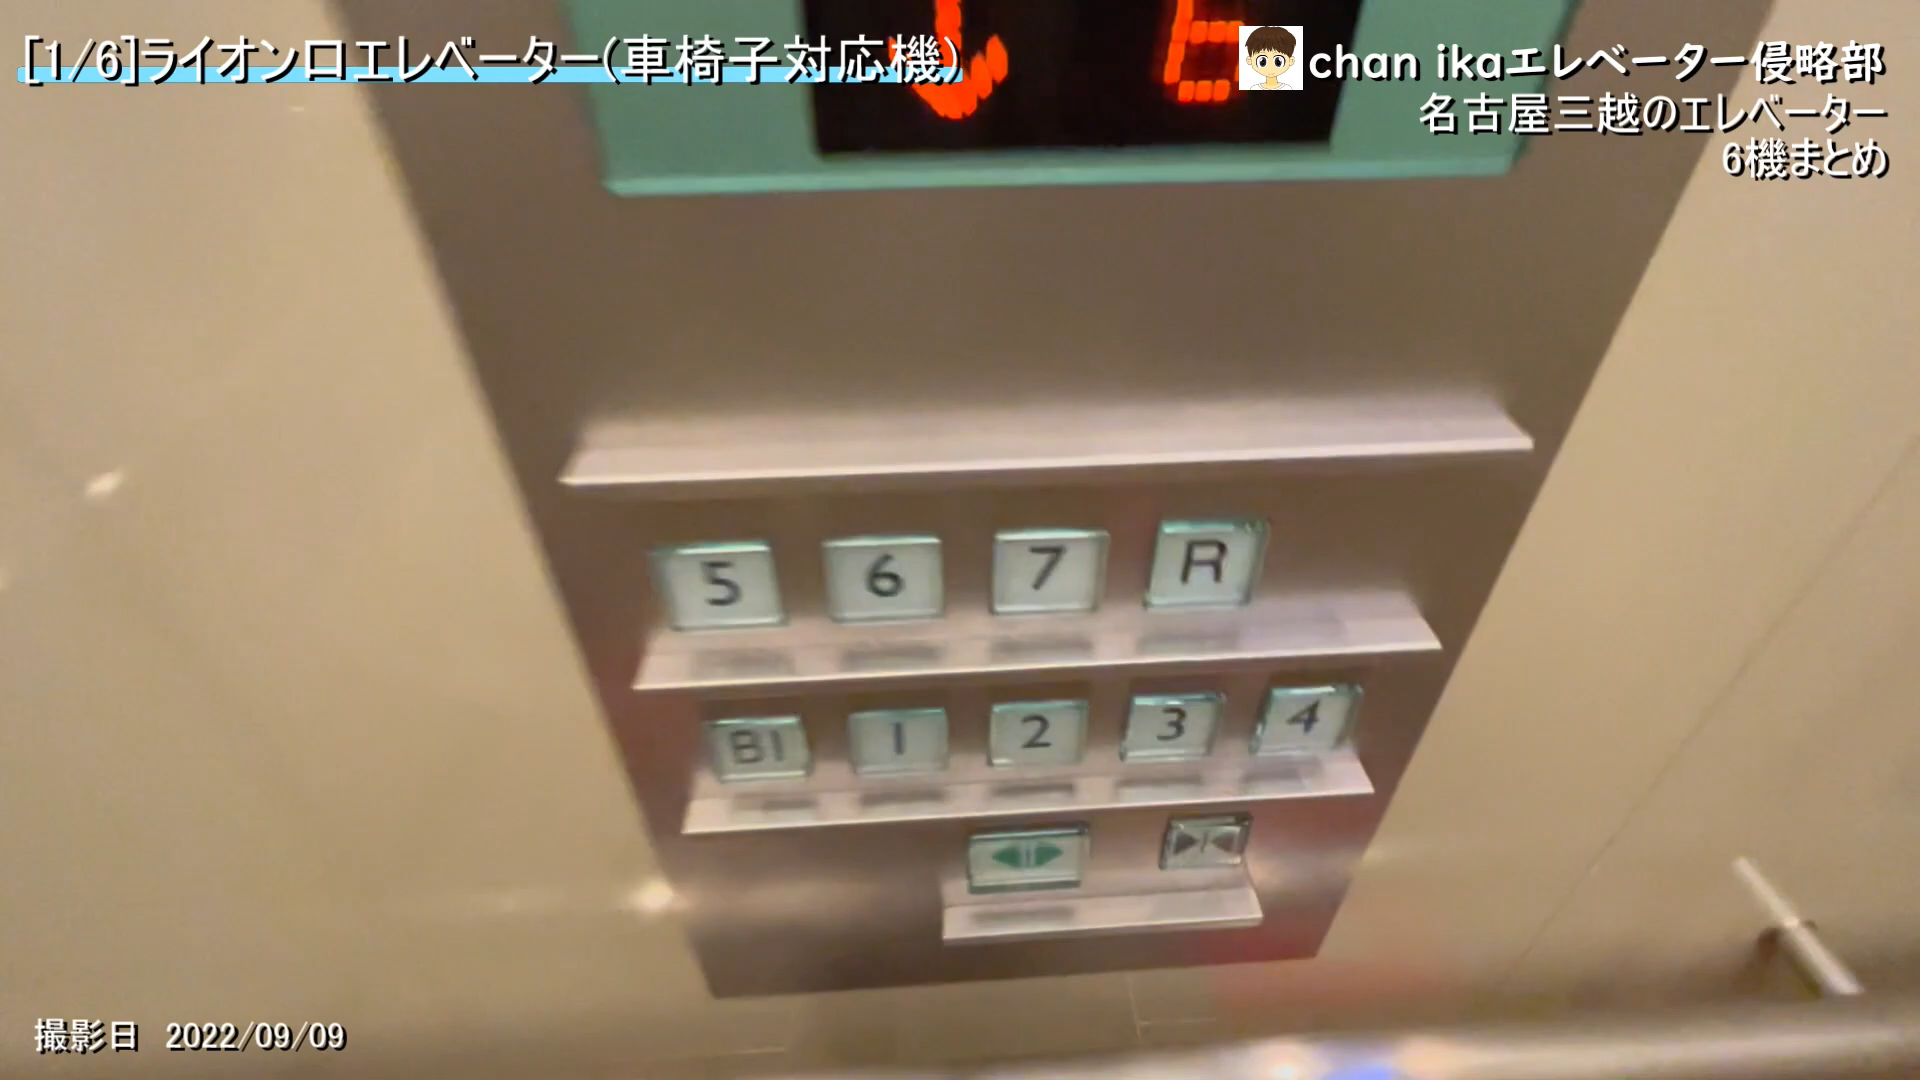 [1/6]ライオン口エレベーター(車椅子対応機)
chan ikaエレベーター侵略部
名古屋三越のエレベーター
6機まとめ
6
5 6 7 R
B1 1 2 3 4
撮影日 2022/09/09